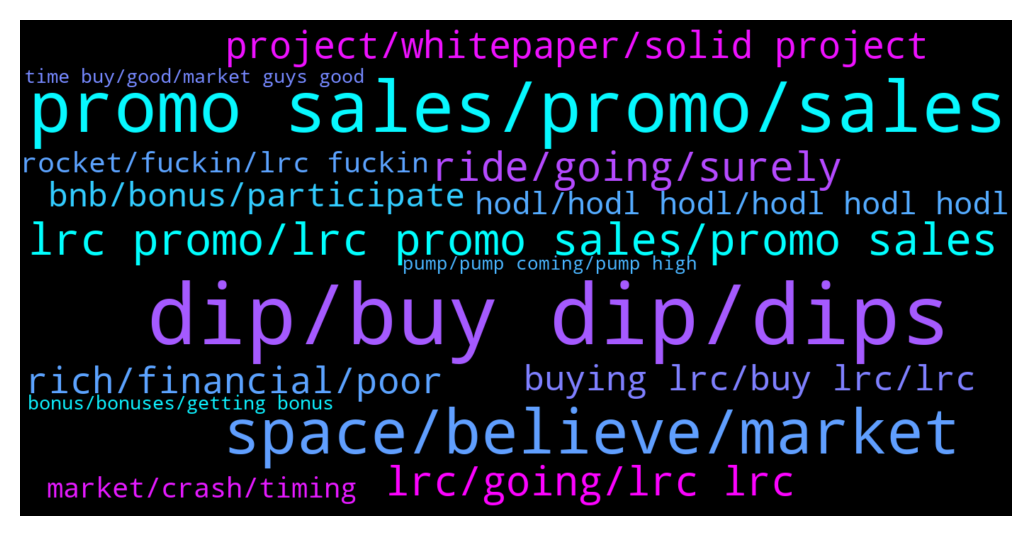 project/whitepaper/solid project
time buy/good/market guys good
promo sales/promo/sales
rocket/fuckin/lrc fuckin
ride/going/surely
bnb/bonus/participate
hodl/hodl hodl/hodl hodl hodl
lrc promo/lrc promo sales/promo sales
pump/pump coming/pump high
dip/buy dip/dips
rich/financial/poor
buying lrc/buy lrc/lrc
bonus/bonuses/getting bonus
space/believe/market
market/crash/timing
lrc/going/lrc lrc